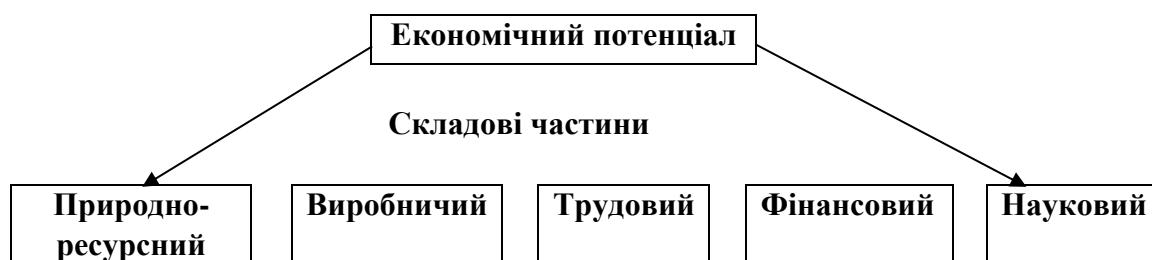 Економічний потенціал
Складові частини
Природно-
ресурсний
Виробничий
Трудовий
Фінансовий
Науковий